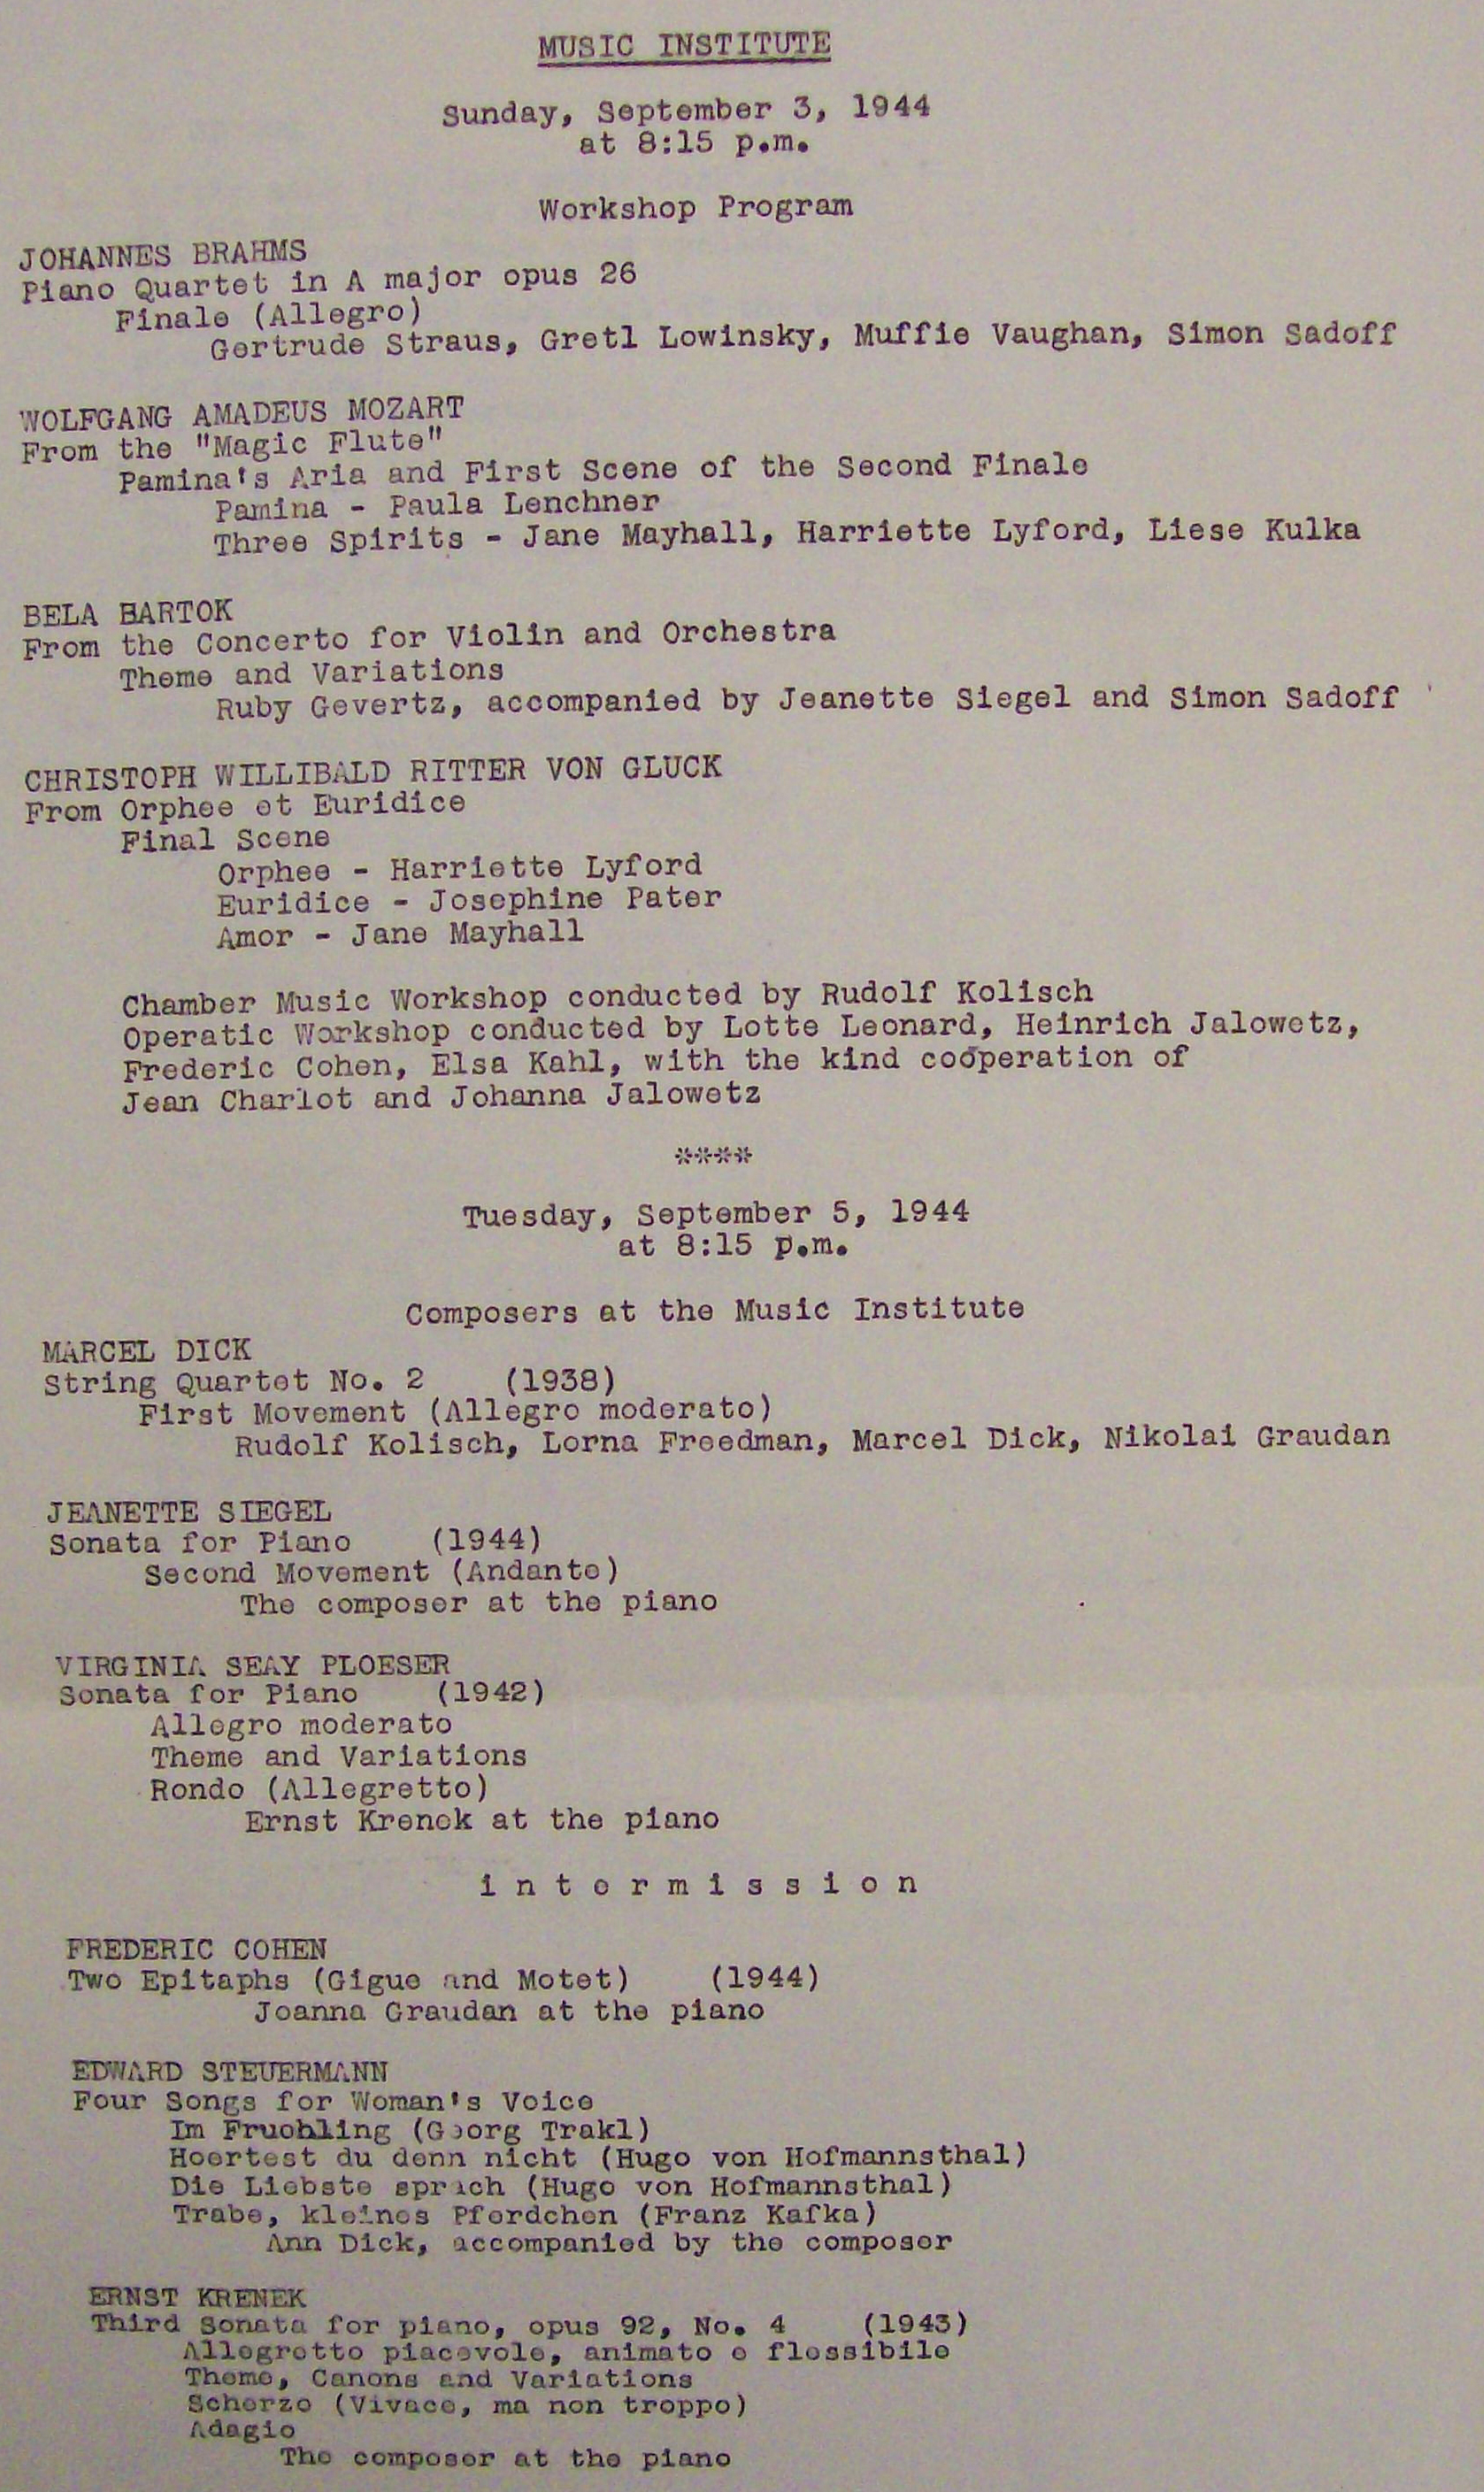 MUSIC INSTITUTE
Sunday, September 3, 1944
at 8:15 p.m.
Workshop Program
JOHANNES BRAHMS
Piano Quartet in A major opus 26
Finale (Allegro)
Gertrude Straus, Gretl Lowinsky, Muffie Vaughan, Simon Sadoff
WOLFGANG AMADEUS MOZART
From the "Magic Flute"
Pamina's Aria and First Scene of the Second Finale
Pamina - Paula Lenchner
Three Spirits - Jane Mayhall, Harriette Lyford, Liese Kulka
BELA BARTOK
From the Concerto for Violin and Orchestra
Theme and Variations
Ruby Gevertz, accompanied by Jeanette Siegel and Simon Sadoff
CHRISTOPH WILLIBALD RITTER VON GLUCK
From Orphee et Euridice
Final Scene
Orphee - Harriette Lyford
Euridice - Josephine Pater
Amor - Jane Mayhall
Chamber Music Workshop conducted by Rudolf Kolisch
Operatic Workshop conducted by Lotte Leonard, Heinrich Jalowetz,
Frederic Cohen, Elsa Kahl, with the kind coöperation of
Jean Charlot and Johanna Jalowetz
****
Tuesday, September 5, 1944
at 8:15 p.m.
Composers at the Music Institute
MARCEL DICK
String Quartet No. 2 (1938)
First Movement (Allegro moderato)
Rudolf Kolisch, Lorna Freedman, Marcel Dick, Nikolai Graudan
JEANETTE SIEGEL
Sonata for Piano (1944)
Second Movement (Andante)
The composer at the piano
VIRGINIA SEAY PLOESER
Sonata for Piano (1942)
Allegro moderato
Theme and Variations
Rondo (Allegretto)
Ernst Krenek at the piano
intermission
FREDERIC COHEN
Two Epitaphs (Gigue and Motet) (1944)
Joanna Graudan at the piano
EDWARD STEUERMANN
Four Songs for Woman's Voice
Im Fruehling (Georg Trakl)
Hoertest du denn nicht (Hugo von Hofmannsthal)
Die Liebste sprach (Hugo von Hofmannsthal)
Trabe, kleines Pferdchen (Franz Kafka)
Ann Dick, accompanied by the composer
ERNST KRENEK
Third Sonata for piano, opus 92, No. 4 (1943)
Allegretto piacevole, animato e flessibile
Theme, Canons and Variations
Scherzo (Vivace, ma non troppo)
Adagio
The composer at the piano